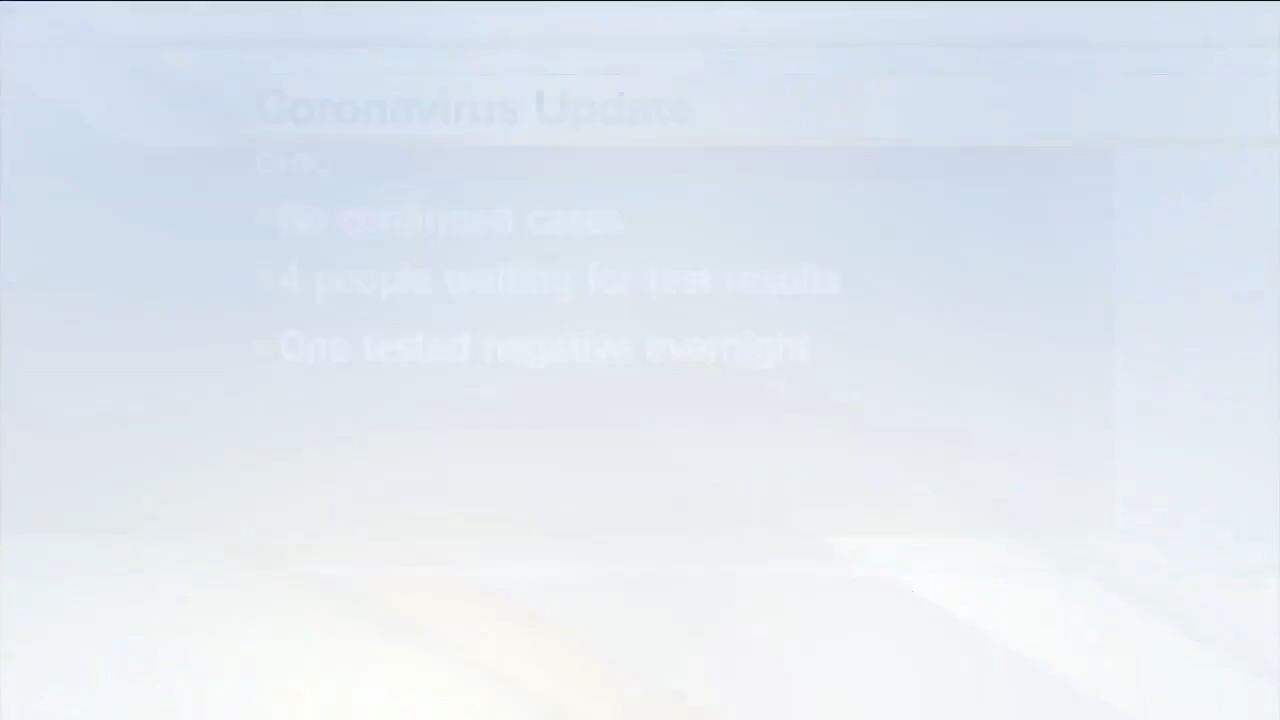 Coronavirus Update
No confirmed cases
4 people waiting for test results
One tested negative overnight